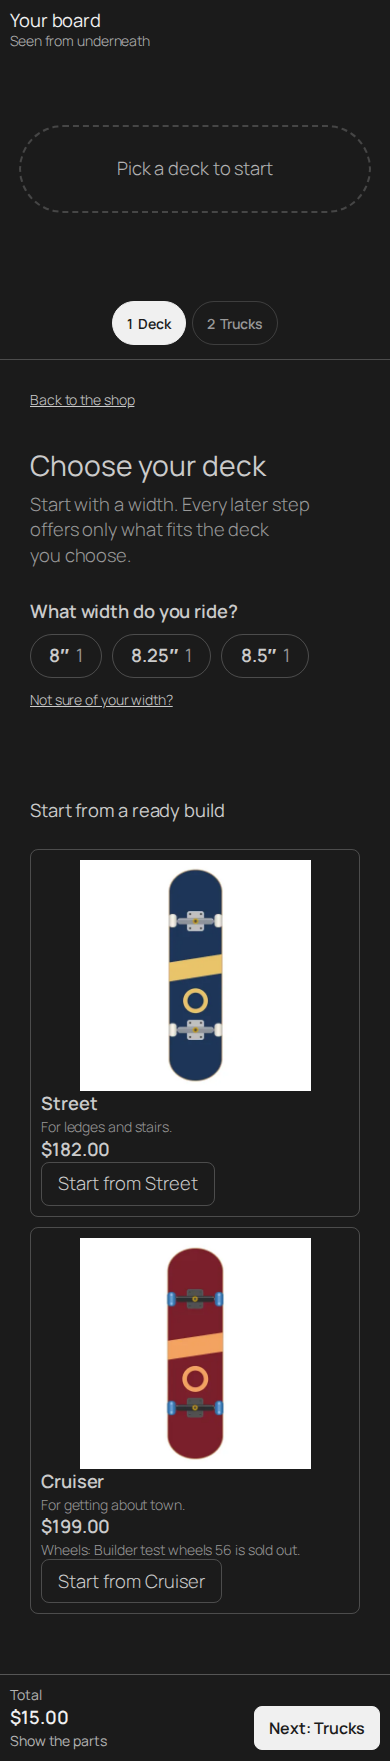 Your board
Seen from underneath
Pick a deck to start
1 Deck
2 Trucks
Back to the shop
Choose your deck
Start with a width. Every later step
offers only what fits the deck
you choose.
What width do you ride?
8″ 1
8.25″ 1
8.5″ 1
Not sure of your width?
Start from a ready build
Street
For ledges and stairs.
$182.00
Start from Street
Cruiser
For getting about town.
$199.00
Wheels: Builder test wheels 56 is sold out.
Start from Cruiser
Total
$15.00
Show the parts
Next: Trucks